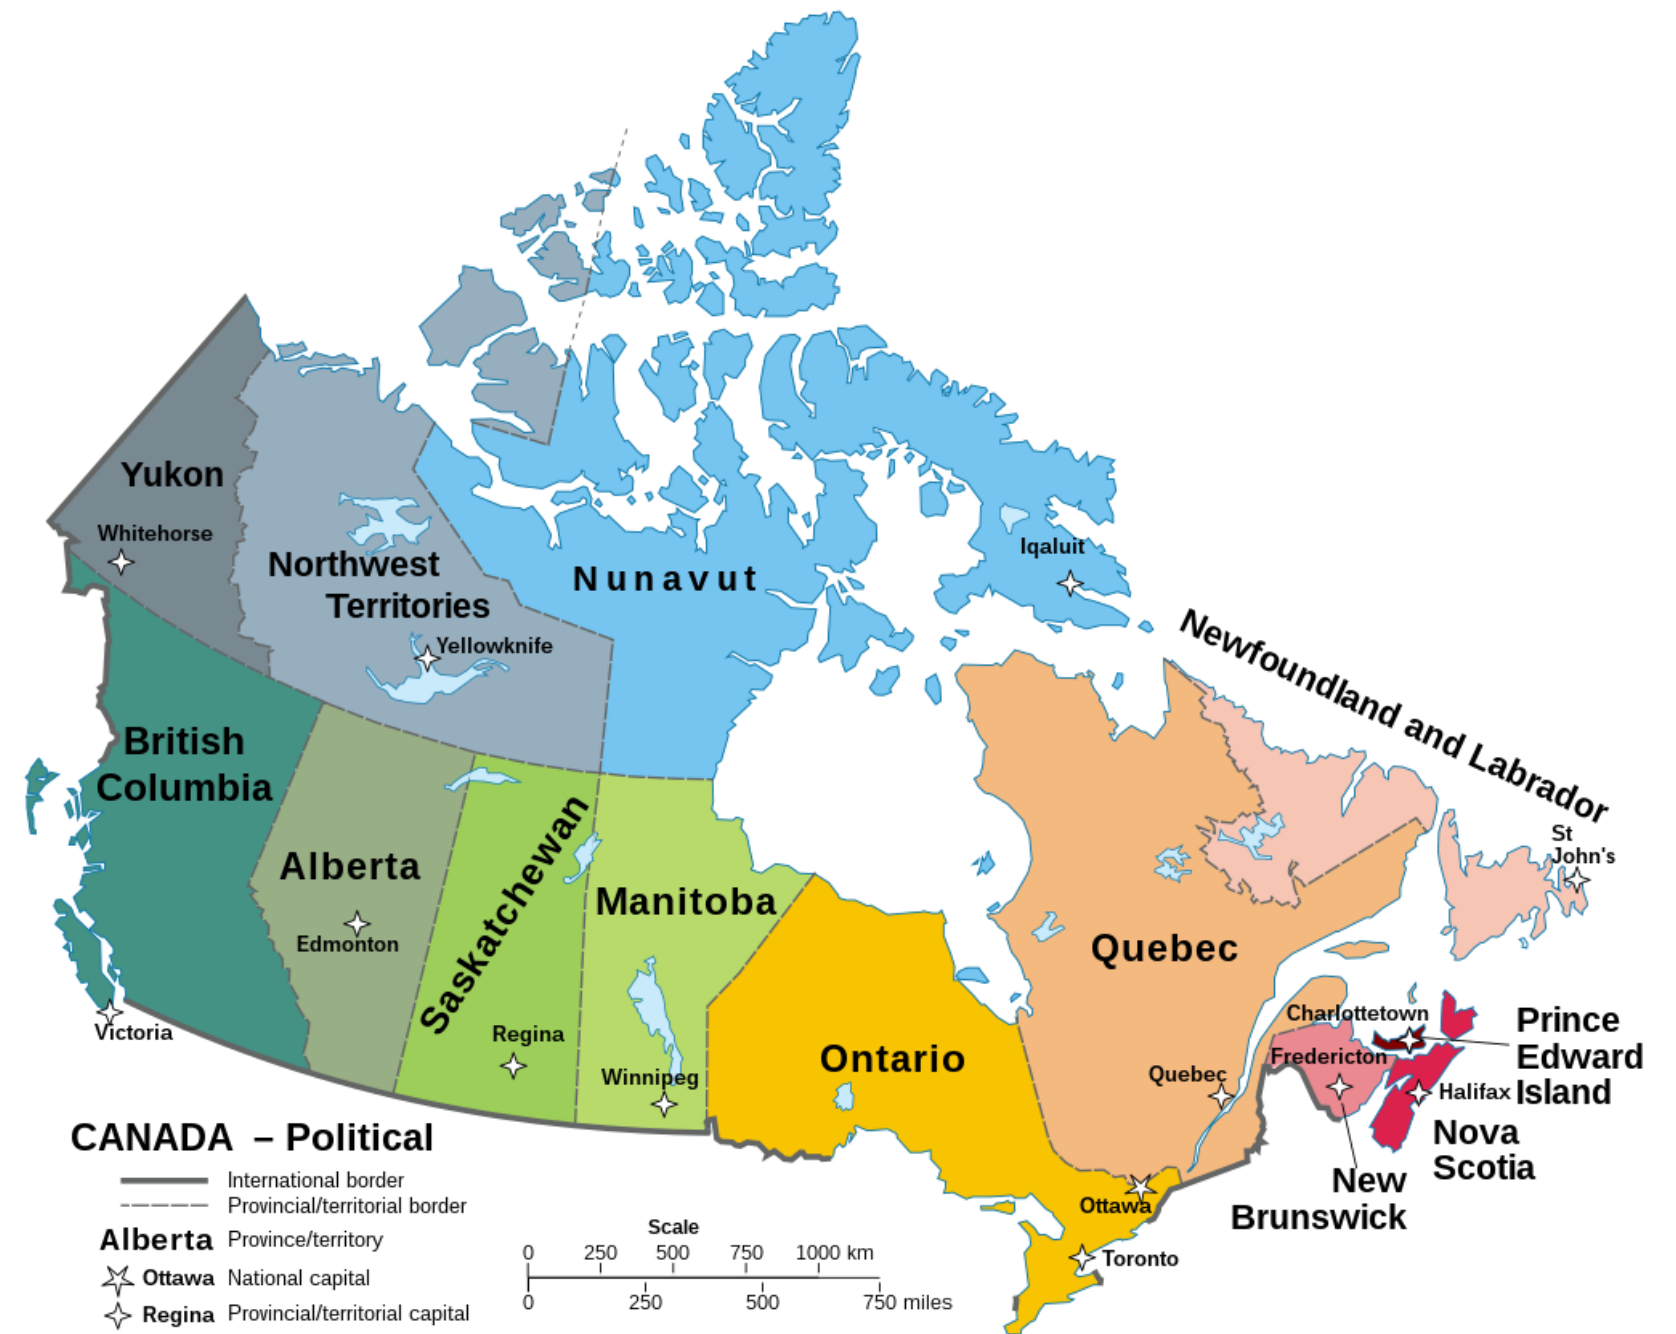 Yukon
Whitehorse
Northwest
Territories
Yellowknife
Nunavut
Iqaluit
Newfoundland and Labrador
St
John's
British
Columbia
Victoria
Alberta
Edmonton
Saskatchewan
Regina
Manitoba
Winnipeg
Ontario
Ottawa
Toronto
Quebec
Quebec
Charlottetown
Fredericton
Halifax
Prince
Edward
Island
Nova
Scotia
New
Brunswick
CANADA – Political
International border
Provincial/territorial border
Alberta Province/territory
Ottawa National capital
Regina Provincial/territorial capital
Scale
0 250 500 750 1000 km
0 250 500 750 miles